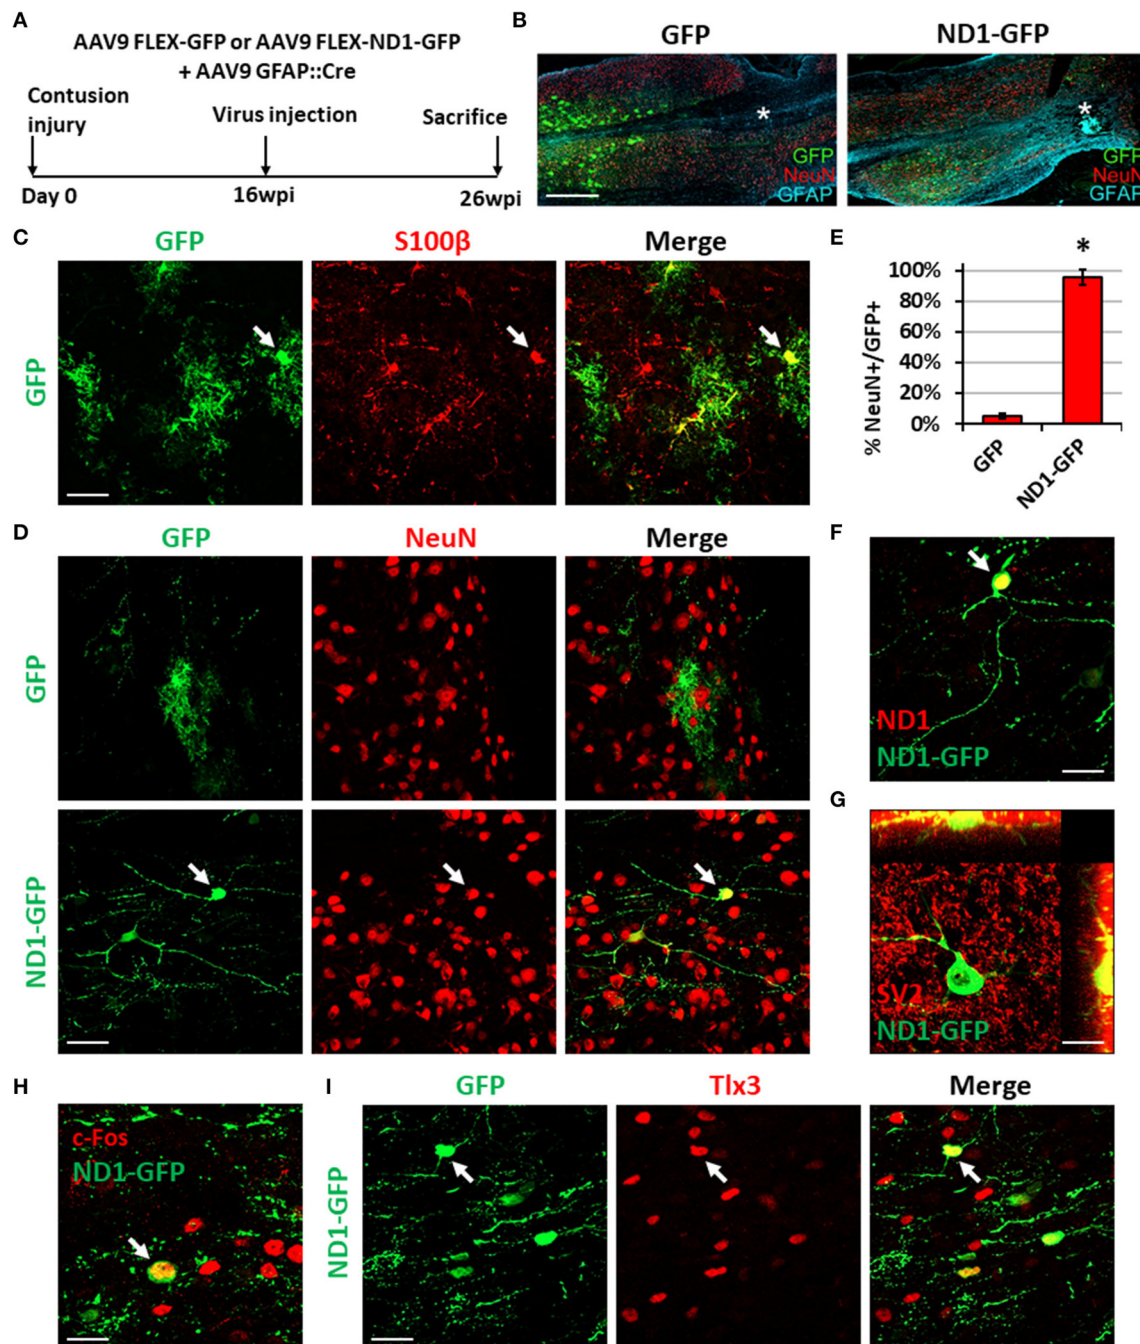 A
AAV9 FLEX-GFP or AAV9 FLEX-ND1-GFP
+ AAV9 GFAP::Cre
Contusion
injury
Virus injection
Sacrifice
Day 0
16wpi
26wpi
B
GFP
ND1-GFP
*
*
GFP
NeuN
GFAP
GFP
NeuN
GFAP
C
GFP
S100β
Merge
GFP
D
GFP
NeuN
Merge
GFP
ND1-GFP
E
*
100%
80%
60%
40%
20%
0%
% NeuN+/GFP+
GFP
ND1-GFP
F
ND1
ND1-GFP
G
SV2
ND1-GFP
H
c-Fos
ND1-GFP
I
GFP
Tlx3
Merge
ND1-GFP